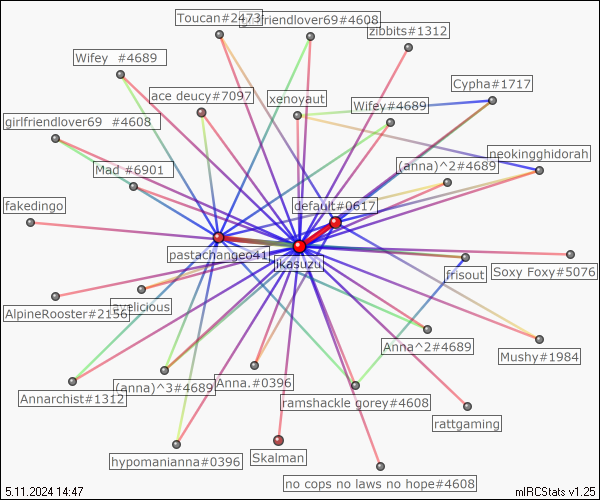 Toucan#2473
girlfriendlover69#4608
zibbits#1312
Wifey #4689
Cypha#1717
ace deucy#7097
xenoyaut
Wifey#4689
girlfriendlover69 #4608
neokingghidorah
Mad #6901
(anna)^2#4689
fakedingo
default#0617
pastachange041
ikasuzu
frisout
Soxy Foxy#5076
AlpineRooster#2156
Anna^2#4689
Mushy#1984
Annarchist#1312
(anna)^3#4689
Anna.#0396
ramshackle gorey#4608
rattgaming
hypomanianna#0396
Skalman
no cops no laws no hope#4608
5.11.2024 14:47
mIRCStats v1.25